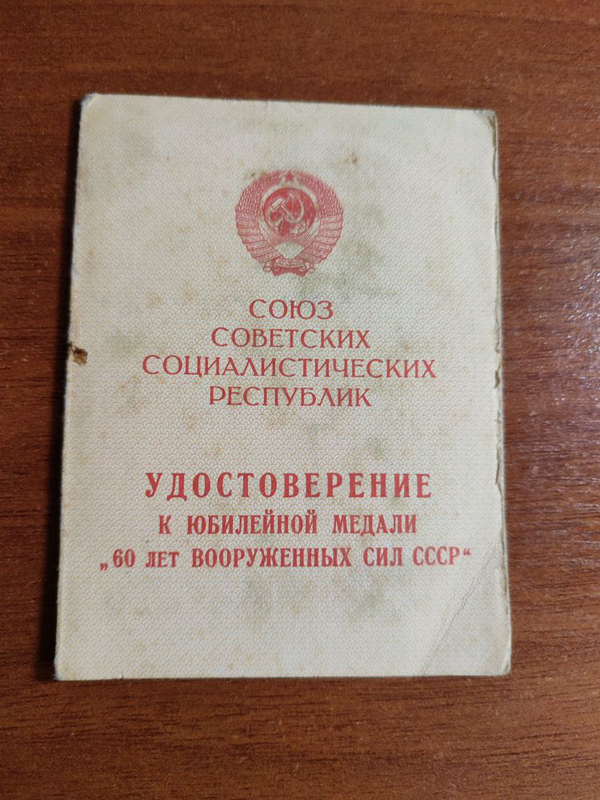 СОЮЗ
СОВЕТСКИХ
СОЦИАЛИСТИЧЕСКИХ
РЕСПУБЛИК
УДОСТОВЕРЕНИЕ
К ЮБИЛЕЙНОЙ МЕДАЛИ
„60 ЛЕТ ВООРУЖЕННЫХ СИЛ СССР“